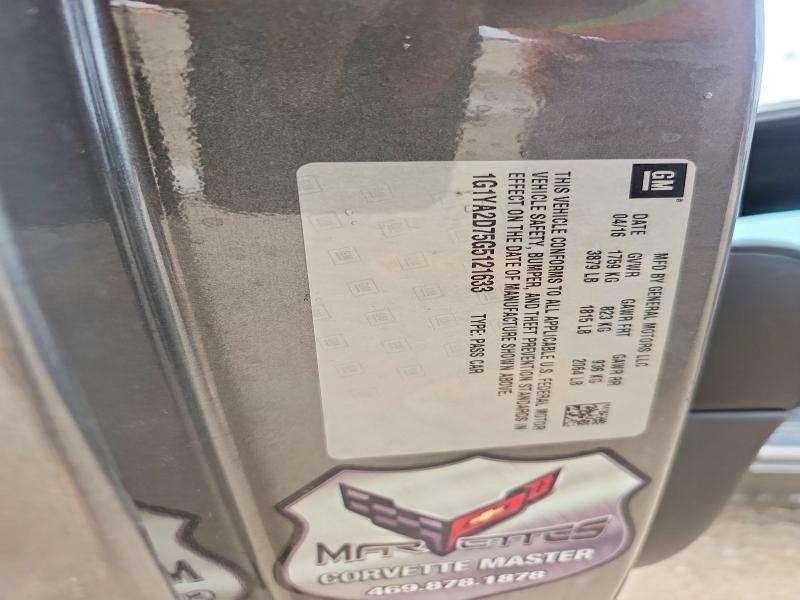 GM
MFD BY GENERAL MOTORS LLC
DATE GVWR GAWR FRT GAWR RR
04/16 1759 KG 823 KG 936 KG
3879 LB 1815 LB 2064 LB
THIS VEHICLE CONFORMS TO ALL APPLICABLE U.S. FEDERAL MOTOR
VEHICLE SAFETY, BUMPER, AND THEFT PREVENTION STANDARDS IN
EFFECT ON THE DATE OF MANUFACTURE SHOWN ABOVE.
1G1YA2D75G5121633 TYPE: PASS CAR
MARVETTES
CORVETTE MASTER
469.878.1878